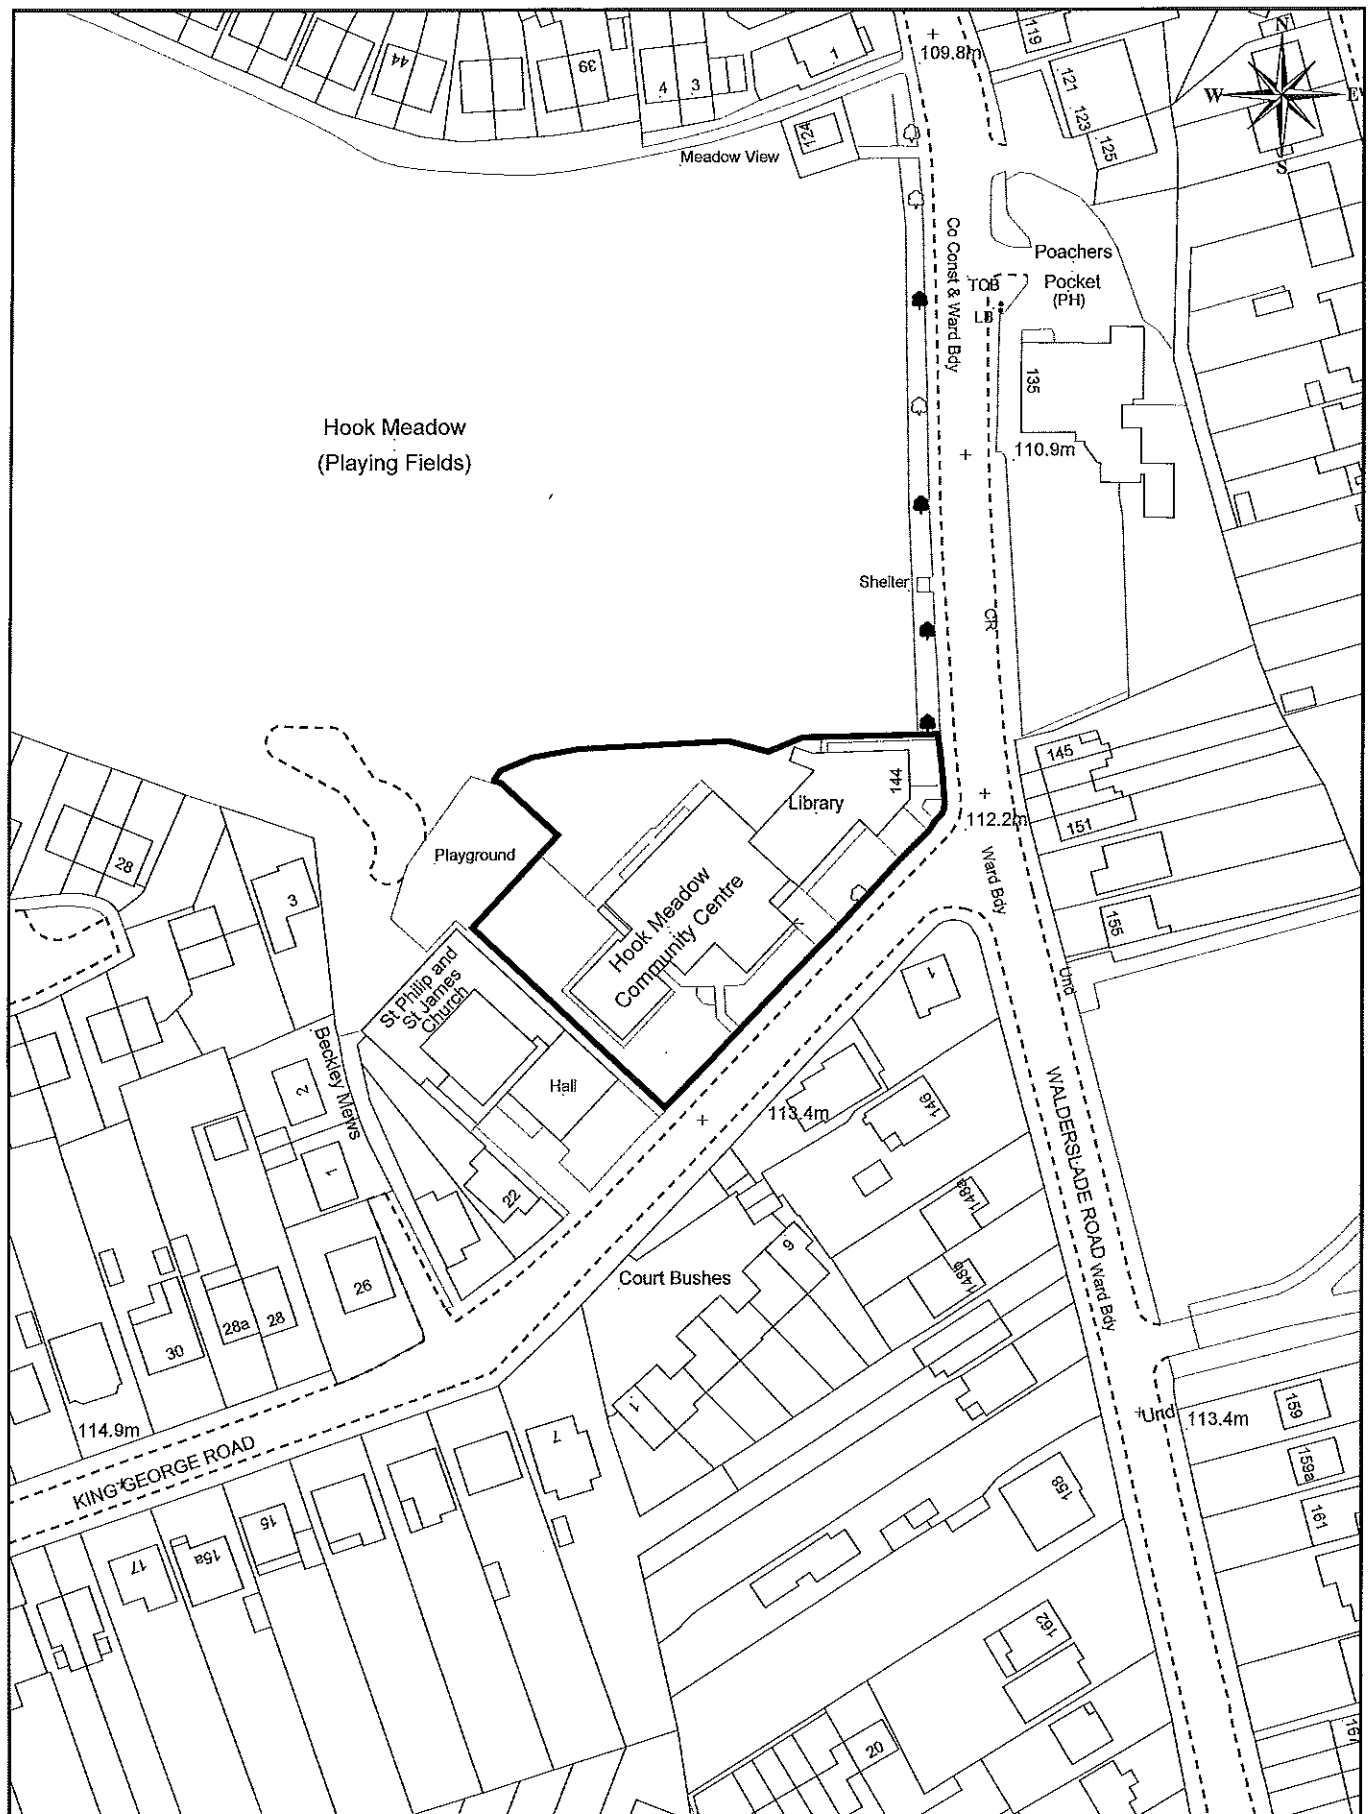 119
109.8m
1
44
39
4
3
121
123
125
N
W
E
S
124
Meadow View
Co Const & Ward Bdy
Poachers
Pocket
(PH)
TCB
LB
135
Hook Meadow
(Playing Fields)
110.9m
Shelter
CR
145
144
Library
112.2m
151
Playground
Hook Meadow
Community Centre
Ward Bdy
155
28
3
St Philip and
St James
Church
1
Und
Beckley Mews
2
Hall
113.4m
146
WALDERSLADE ROAD
Ward Bdy
1
22
148a
9
148b
Court Bushes
26
28a
28
30
1
Und
113.4m
159
114.9m
KING GEORGE ROAD
7
159a
158
161
15
15a
17
162
20
167